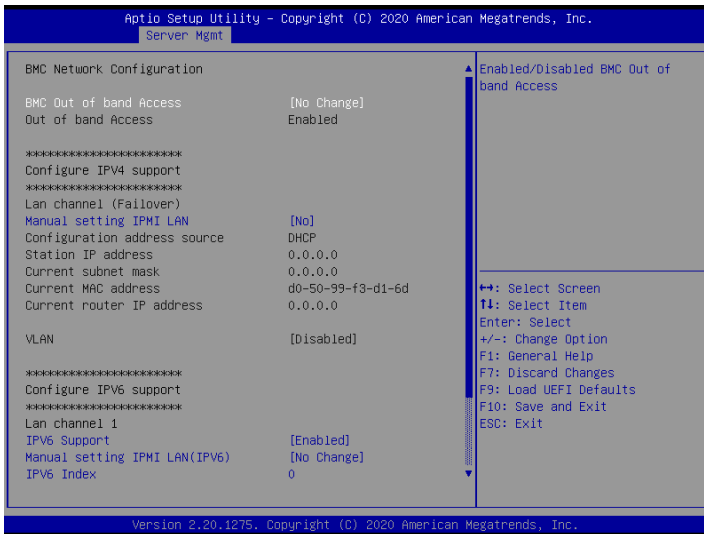 Aptio Setup Utility – Copyright (C) 2020 American Megatrends, Inc.
Server Mgmt
BMC Network Configuration
BMC Out of band Access [No Change]
Out of band Access Enabled
***********************
Configure IPV4 support
***********************
Lan channel (Failover)
Manual setting IPMI LAN [No]
Configuration address source DHCP
Station IP address 0.0.0.0
Current subnet mask 0.0.0.0
Current MAC address d0-50-99-f3-d1-6d
Current router IP address 0.0.0.0
VLAN [Disabled]
***********************
Configure IPV6 support
***********************
Lan channel 1
IPV6 Support [Enabled]
Manual setting IPMI LAN(IPV6) [No Change]
IPV6 Index 0
Enabled/Disabled BMC Out of
band Access
↔: Select Screen
↑↓: Select Item
Enter: Select
+/-: Change Option
F1: General Help
F7: Discard Changes
F9: Load UEFI Defaults
F10: Save and Exit
ESC: Exit
Version 2.20.1275. Copyright (C) 2020 American Megatrends, Inc.